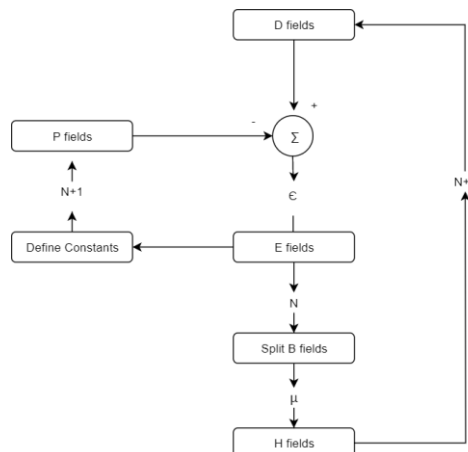 D fields
+
-
Σ
P fields
N+1
Є
N+
Define Constants
E fields
N
Split B fields
μ
H fields